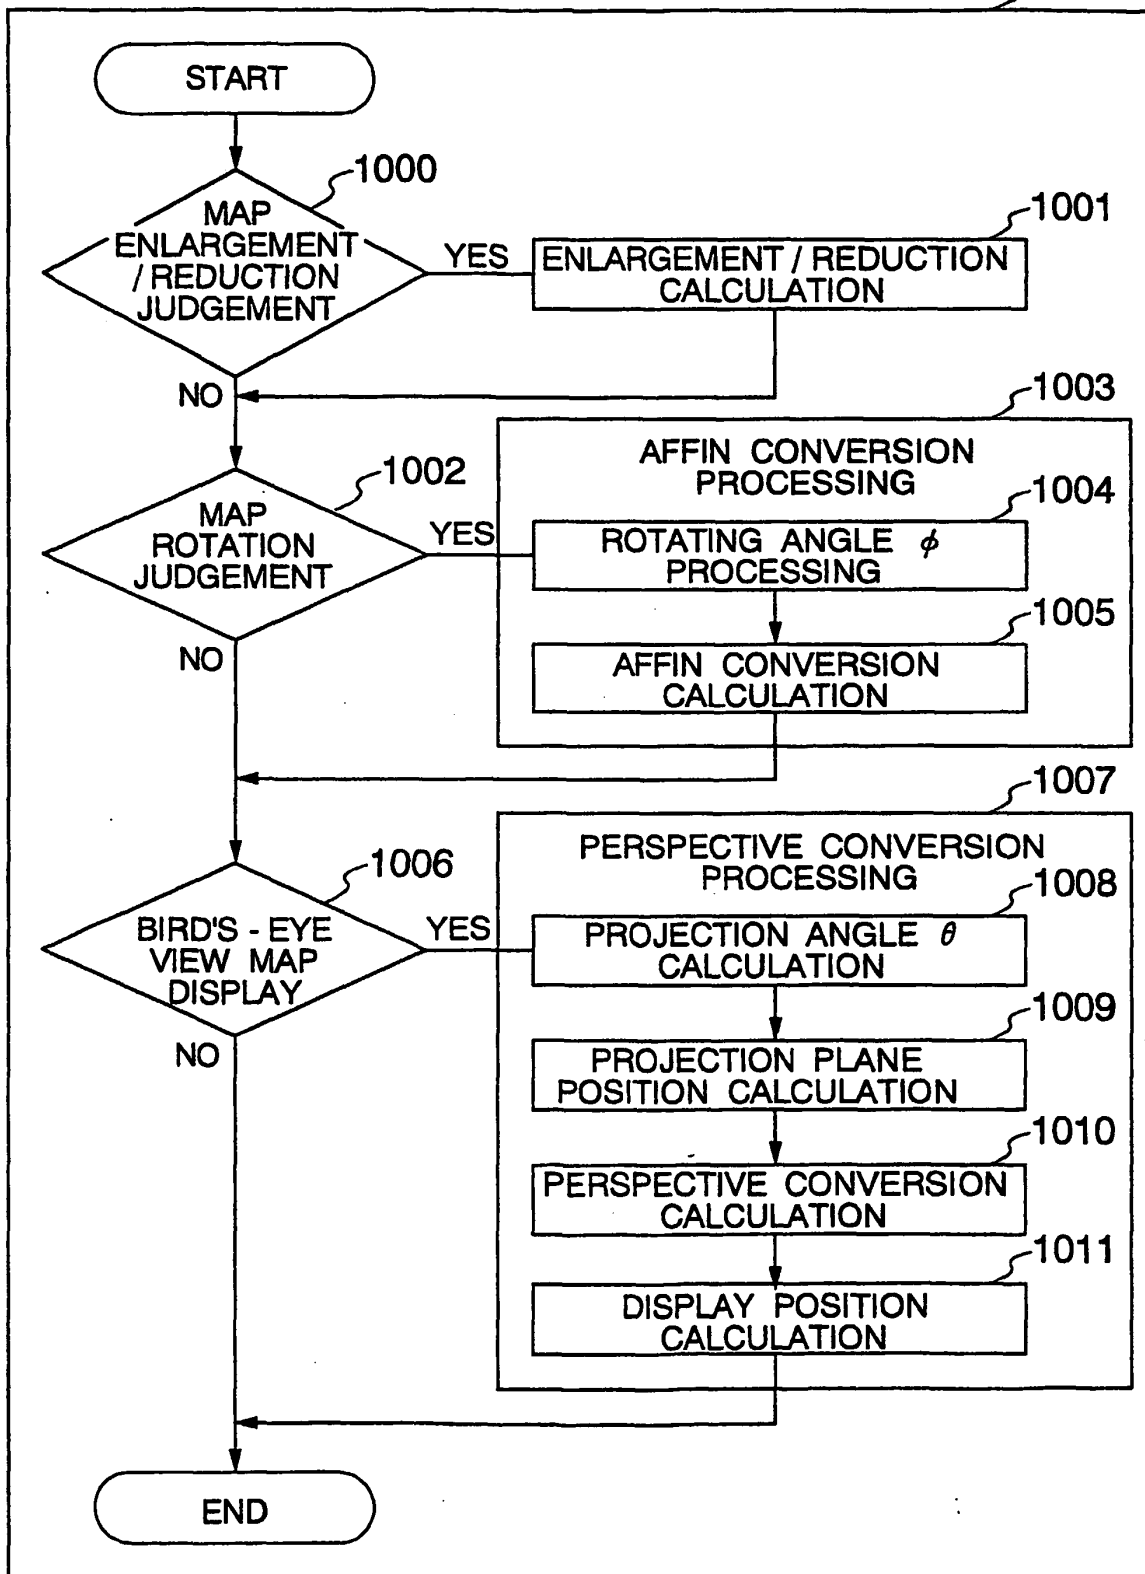 START
1000
MAP
ENLARGEMENT
/ REDUCTION
JUDGEMENT
YES
1001
ENLARGEMENT / REDUCTION
CALCULATION
NO
1002
MAP
ROTATION
JUDGEMENT
YES
1003
AFFIN CONVERSION
PROCESSING
1004
ROTATING ANGLE ϕ
PROCESSING
1005
AFFIN CONVERSION
CALCULATION
NO
1006
BIRD'S - EYE
VIEW MAP
DISPLAY
YES
1007
PERSPECTIVE CONVERSION
PROCESSING
1008
PROJECTION ANGLE θ
CALCULATION
1009
PROJECTION PLANE
POSITION CALCULATION
1010
PERSPECTIVE CONVERSION
CALCULATION
1011
DISPLAY POSITION
CALCULATION
NO
END